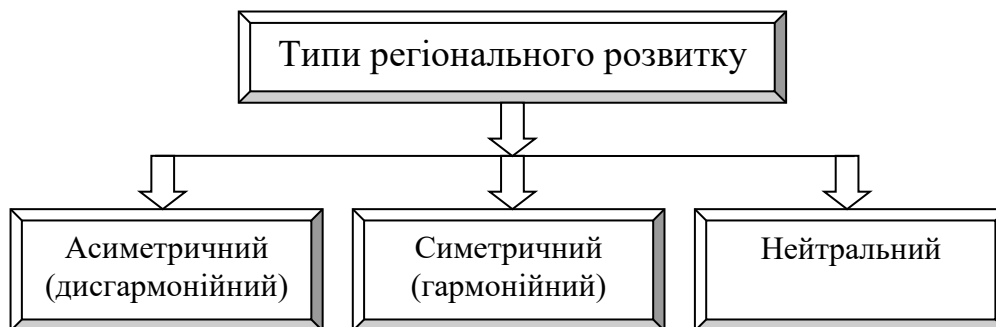 Типи регіонального розвитку
Асиметричний
(дисгармонійний)
Симетричний
(гармонійний)
Нейтральний